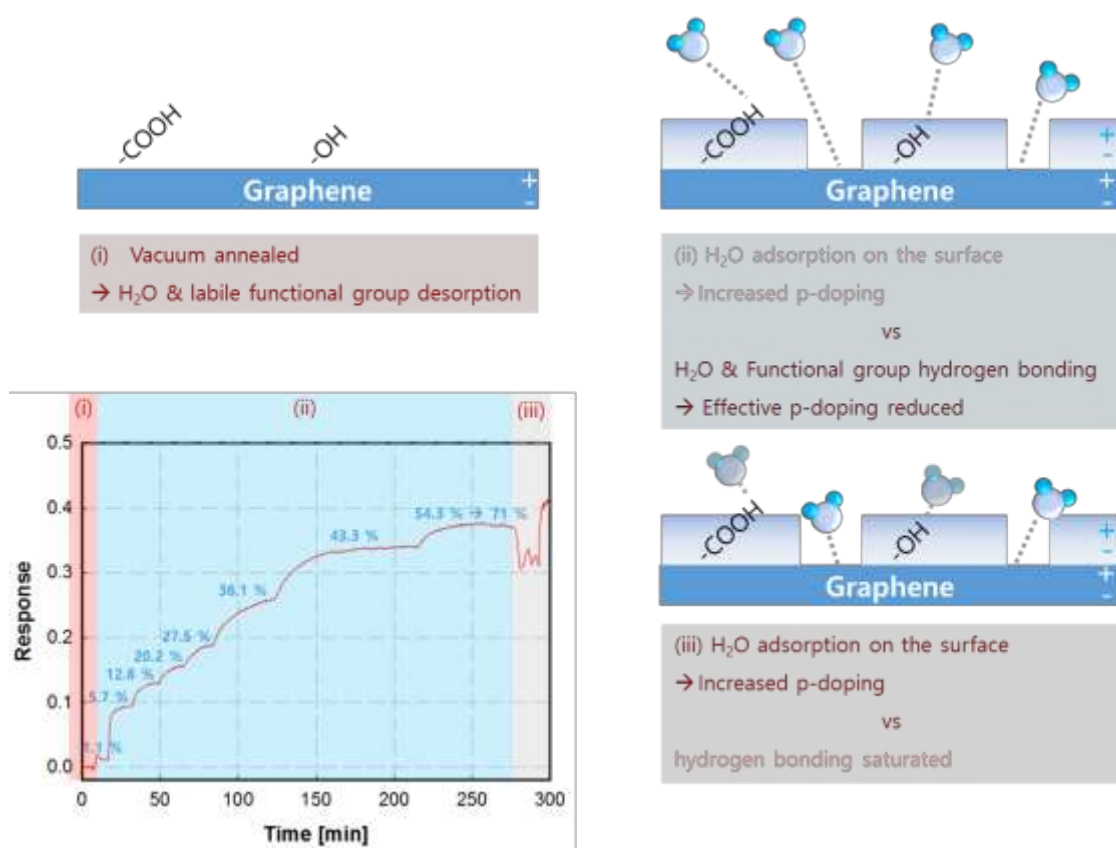 -COOH
-OH
Graphene
+
-
(i) Vacuum annealed
→ H₂O & labile functional group desorption
-COOH
-OH
+
-
Graphene
+
-
(ii) H₂O adsorption on the surface
→ Increased p-doping
vs
H₂O & Functional group hydrogen bonding
→ Effective p-doping reduced
(i)
(ii)
(iii)
0.5
0.4
0.3
0.2
0.1
0.0
Response
1.1 %
5.7 %
12.8 %
20.2 %
27.5 %
36.1 %
43.3 %
54.3 % → 71 %
0
50
100
150
200
250
300
Time [min]
-COOH
-OH
+
-
Graphene
+
-
(iii) H₂O adsorption on the surface
→ Increased p-doping
vs
hydrogen bonding saturated